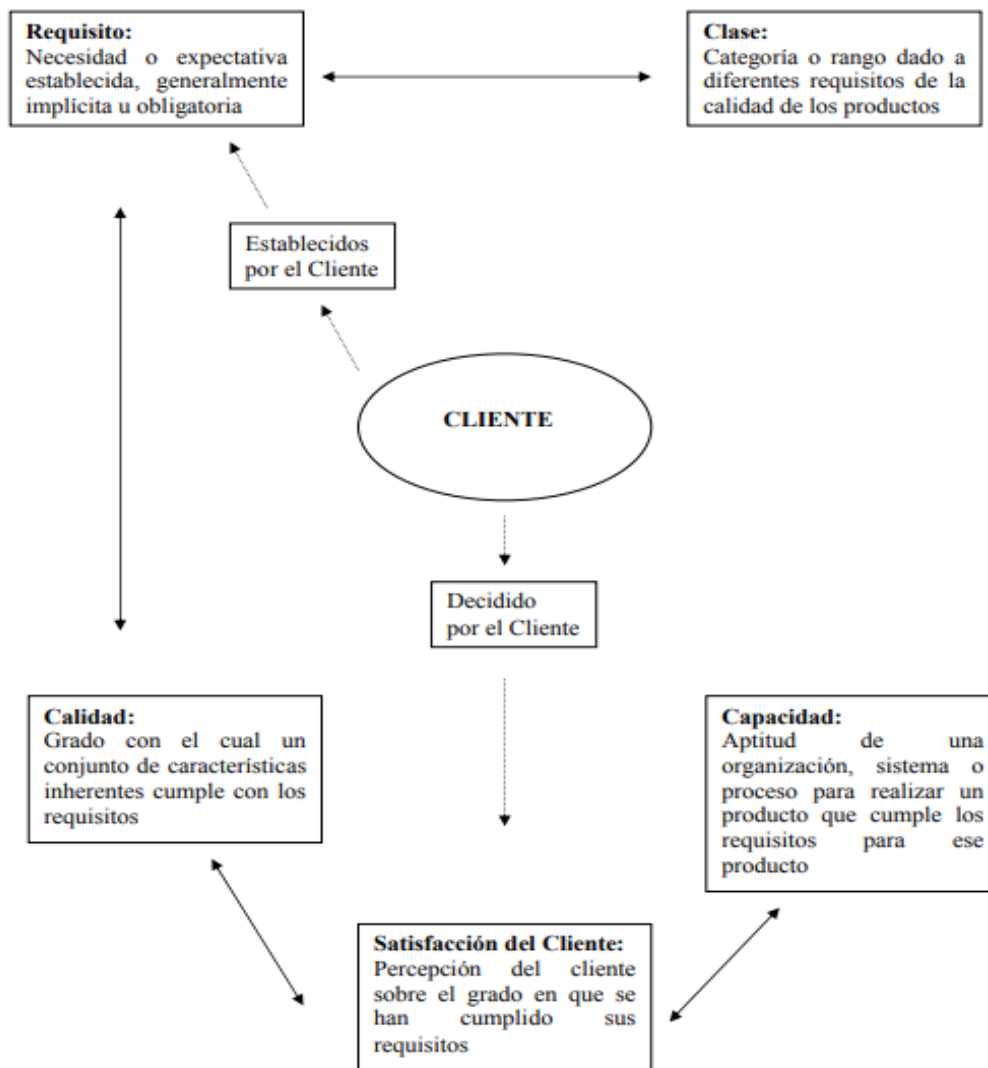 Requisito:
Necesidad o expectativa
establecida, generalmente
implícita u obligatoria
Clase:
Categoría o rango dado a
diferentes requisitos de la
calidad de los productos
Establecidos
por el Cliente
CLIENTE
Decidido
por el Cliente
Calidad:
Grado con el cual un
conjunto de características
inherentes cumple con los
requisitos
Capacidad:
Aptitud de una
organización, sistema o
proceso para realizar un
producto que cumple los
requisitos para ese
producto
Satisfacción del Cliente:
Percepción del cliente
sobre el grado en que se
han cumplido sus
requisitos